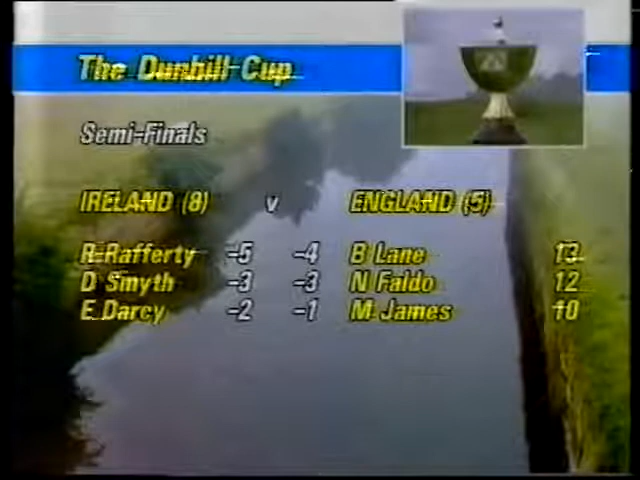 The Dunhill Cup
Semi-Finals
IRELAND (8) v ENGLAND (5)
R Rafferty -5 -4 B Lane 13
D Smyth -3 -3 N Faldo 12
E Darcy -2 -1 M James 10